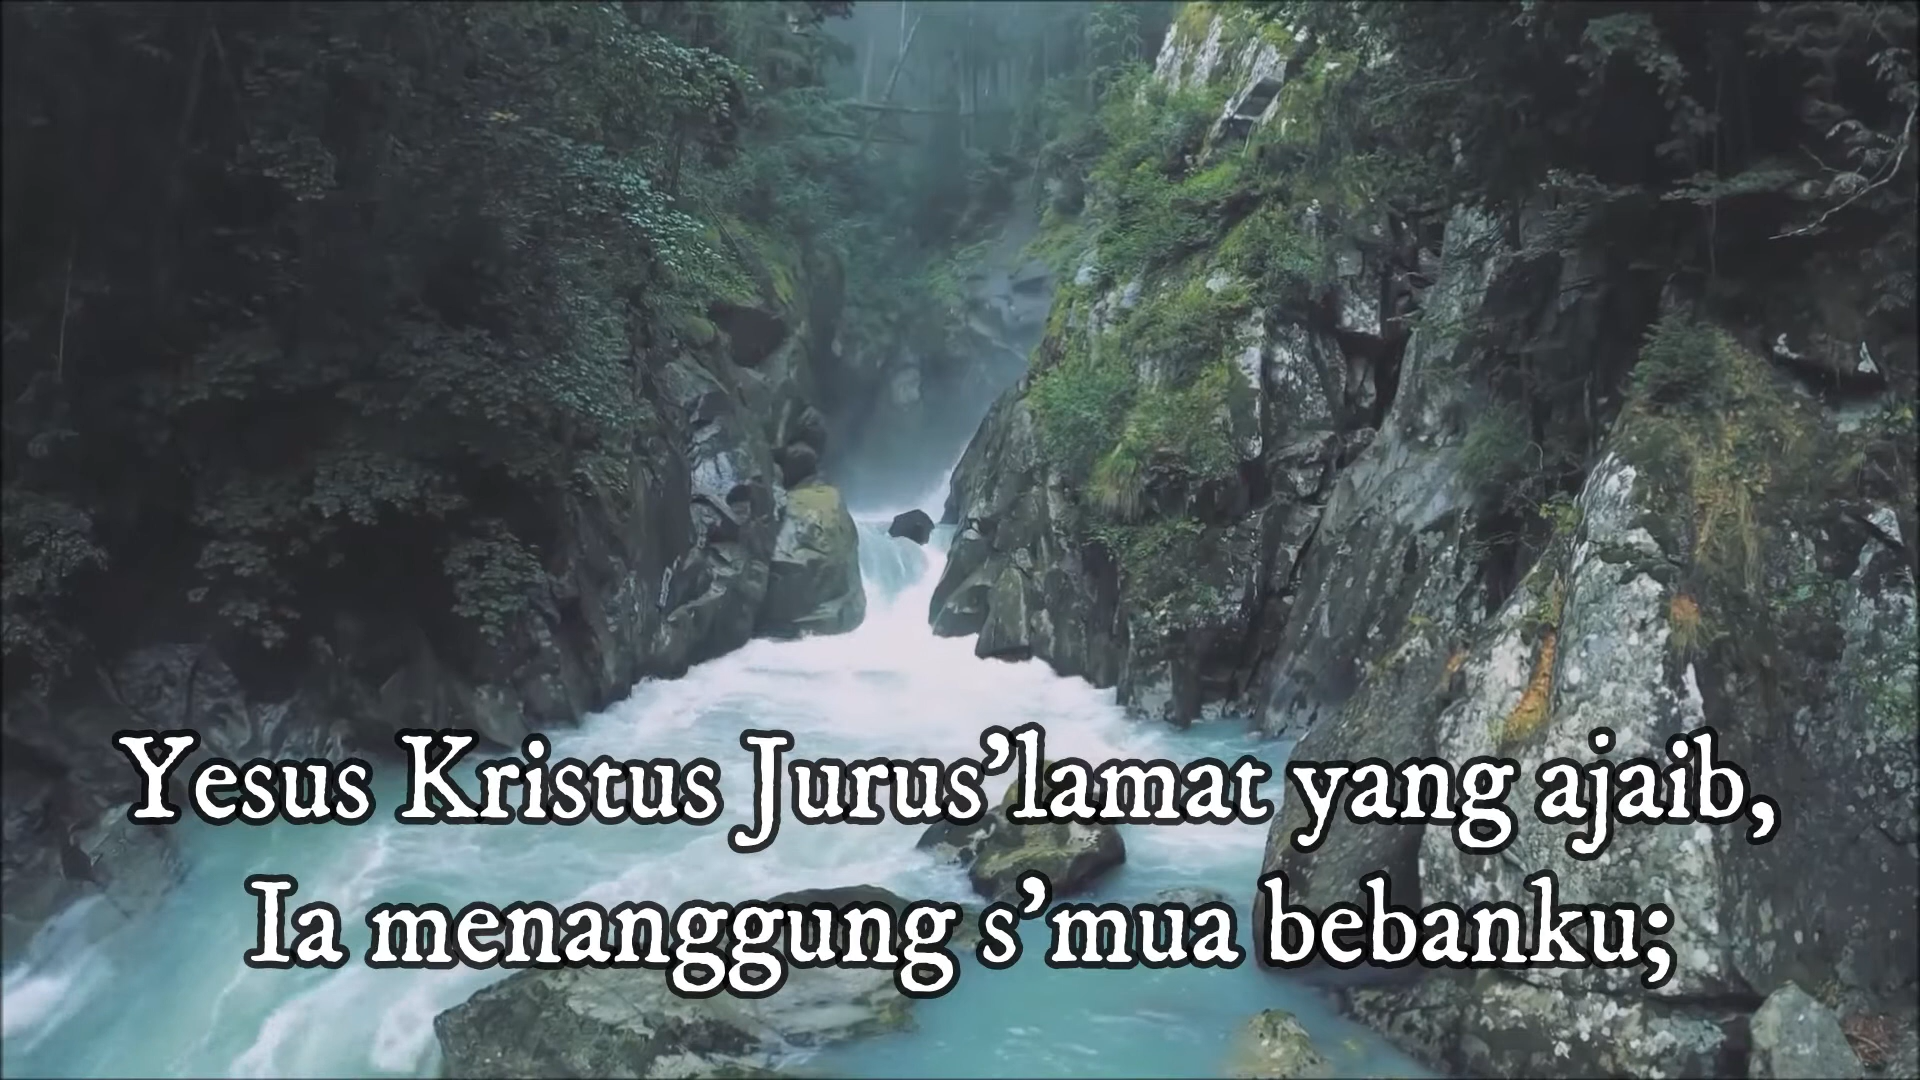 Yesus Kristus Jurus’lamat yang ajaib,
Ia menanggung s’mua bebanku;